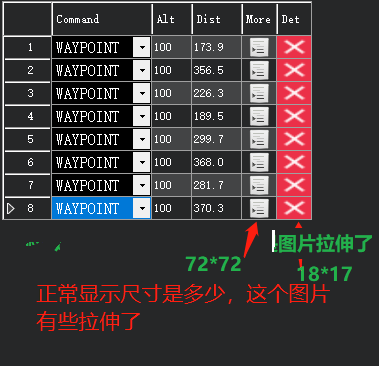 Command Alt Dist More Det
1 WAYPOINT 100 173.9
2 WAYPOINT 100 356.5
3 WAYPOINT 100 226.3
4 WAYPOINT 100 189.5
5 WAYPOINT 100 299.7
6 WAYPOINT 100 368.0
7 WAYPOINT 100 281.7
8 WAYPOINT 100 370.3
图片拉伸了
72*72
18*17
正常显示尺寸是多少，这个图片
有些拉伸了